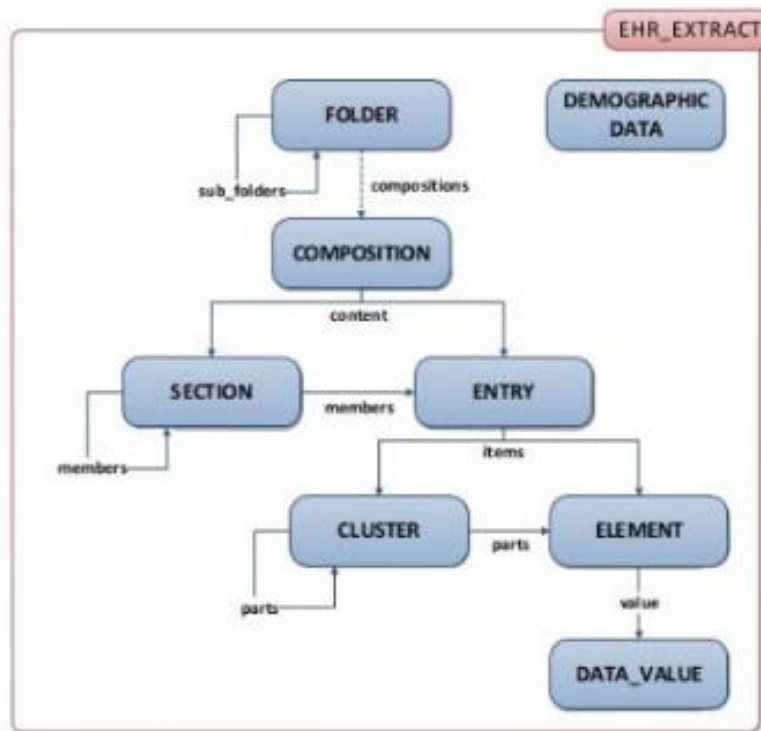 EHR_EXTRACT
FOLDER
DEMOGRAPHIC
DATA
sub_folders
compositions
COMPOSITION
content
SECTION
members
ENTRY
members
items
CLUSTER
parts
ELEMENT
parts
value
DATA_VALUE